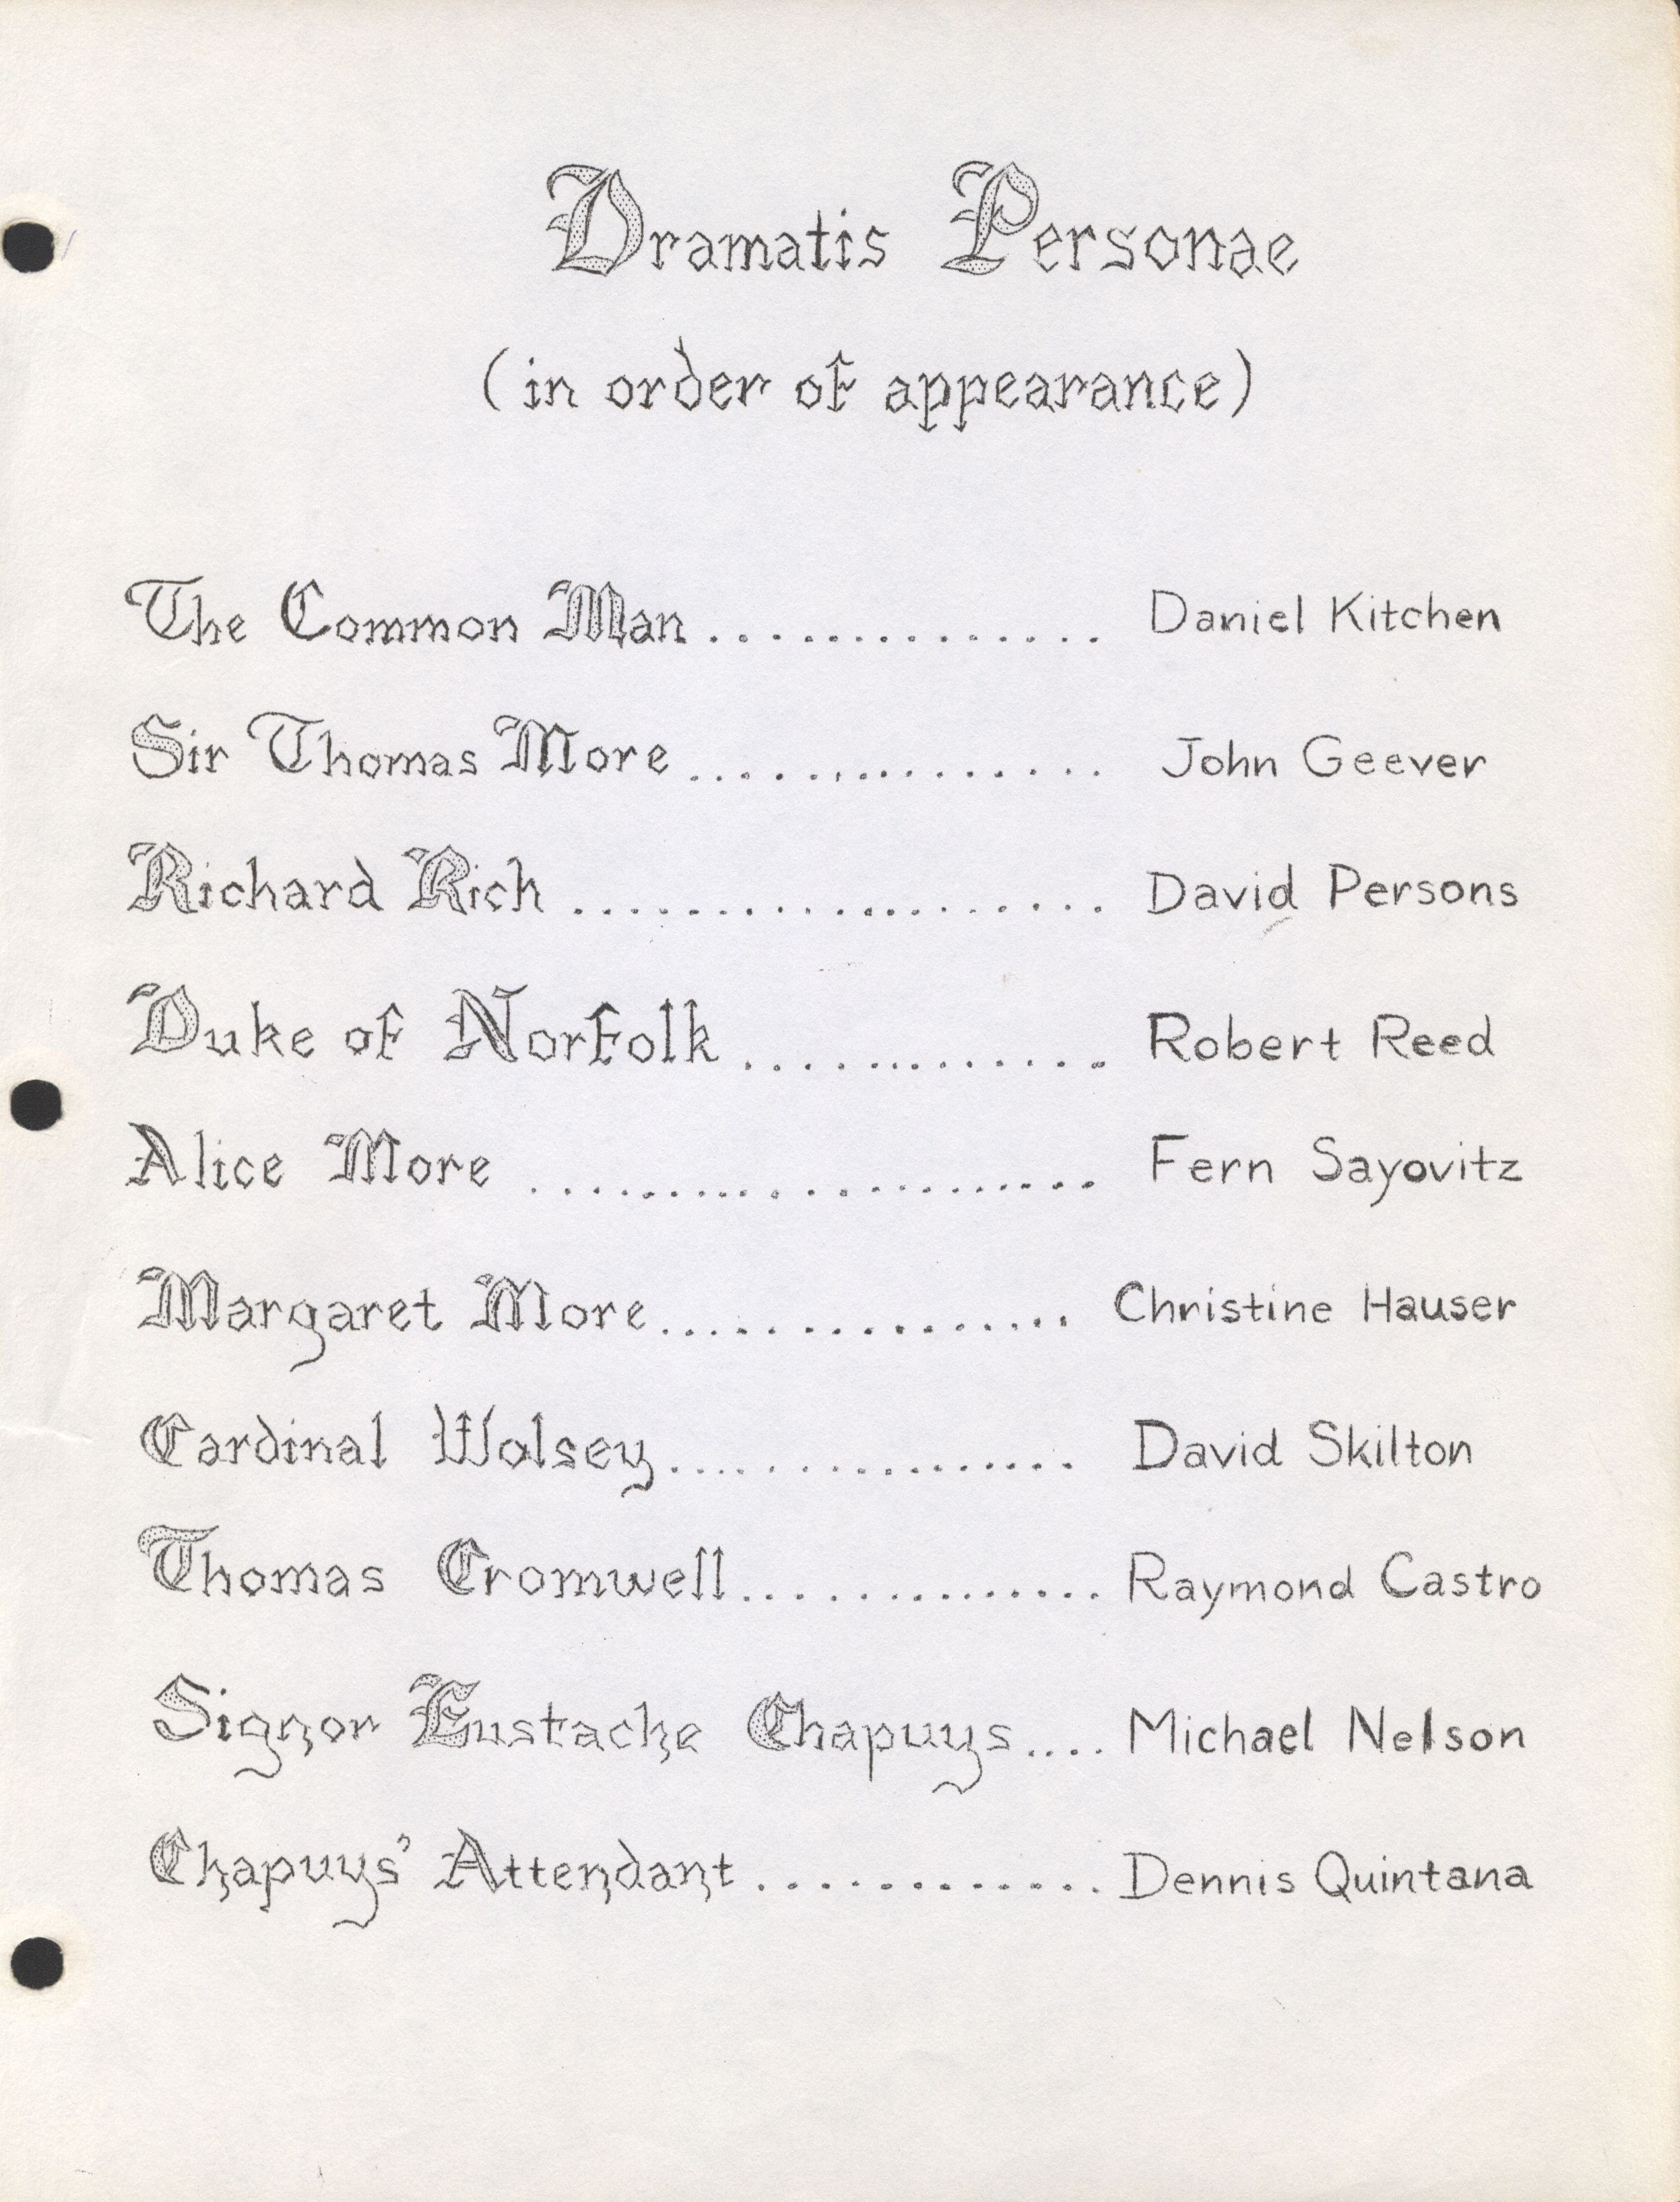 Dramatis Personae
(in order of appearance)
The Common Man............... Daniel Kitchen
Sir Thomas More............... John Geever
Richard Rich.................... David Persons
Duke of Norfolk.............. Robert Reed
Alice More...................... Fern Sayovitz
Margaret More................. Christine Hauser
Cardinal Wolsey................. David Skilton
Thomas Cromwell.............. Raymond Castro
Signor Eustache Chapuys.... Michael Nelson
Chapuys' Attendant............ Dennis Quintana